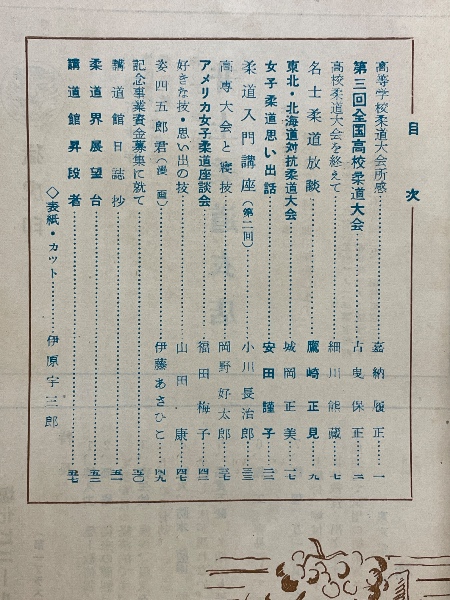 目次
高等学校柔道大会所感……嘉納履正……一
第三回全国高校柔道大会……古曳保正……三
高校柔道大会を終えて……細川熊蔵……七
名士柔道放談……鷹崎正見……九
東北・北海道対抗柔道大会……城岡正美……一七
女子柔道思い出話……安田謹子……二二
柔道入門講座（第二回）……小川長治郎……三三
高専大会と寝技……岡野好太郎……三七
アメリカ女子柔道座談会……福田梅子……四二
好きな技・思い出の技……山田康……四七
姿四五郎君（漫画）……伊藤あさひこ……四九
記念事業資金募集に就て……五〇
講道館日誌抄……五一
柔道界展望台……五三
講道館昇段者……五七
◇表紙・カット……伊原宇三郎